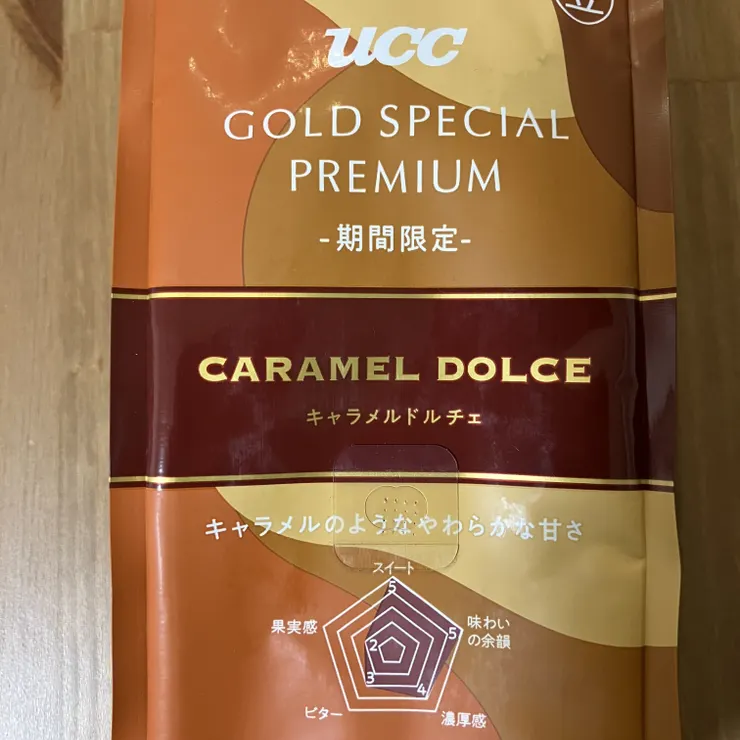 UCC
GOLD SPECIAL
PREMIUM
-期間限定-
CARAMEL DOLCE
キャラメルドルチェ
キャラメルのようなやわらかな甘さ
スイート
5
果実感
2
5
味わい
の余韻
3
4
ビター
濃厚感